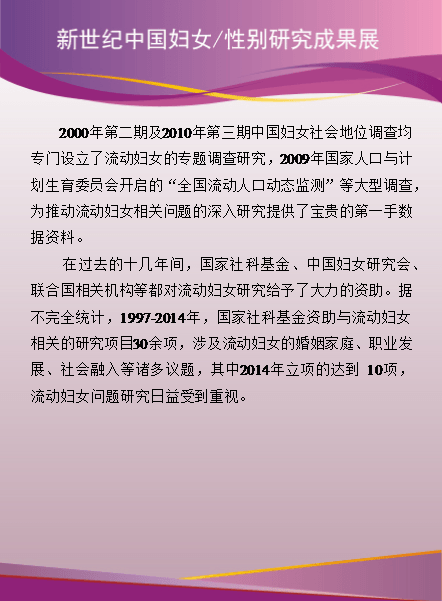 新世纪中国妇女/性别研究成果展
2000年第二期及2010年第三期中国妇女社会地位调查均
专门设立了流动妇女的专题调查研究，2009年国家人口与计
划生育委员会开启的“全国流动人口动态监测”等大型调查，
为推动流动妇女相关问题的深入研究提供了宝贵的第一手数
据资料。
在过去的十几年间，国家社科基金、中国妇女研究会、
联合国相关机构等都对流动妇女研究给予了大力的资助。据
不完全统计，1997-2014年，国家社科基金资助与流动妇女
相关的研究项目30余项，涉及流动妇女的婚姻家庭、职业发
展、社会融入等诸多议题，其中2014年立项的达到 10项，
流动妇女问题研究日益受到重视。